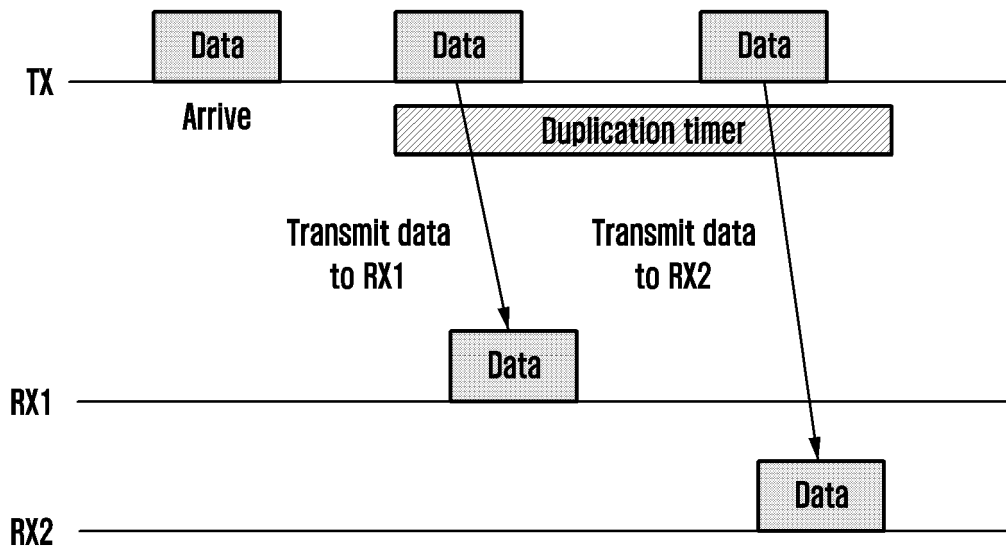 Data Data Data
TX
Arrive
Duplication timer
Transmit data
to RX1
Transmit data
to RX2
Data
RX1
Data
RX2